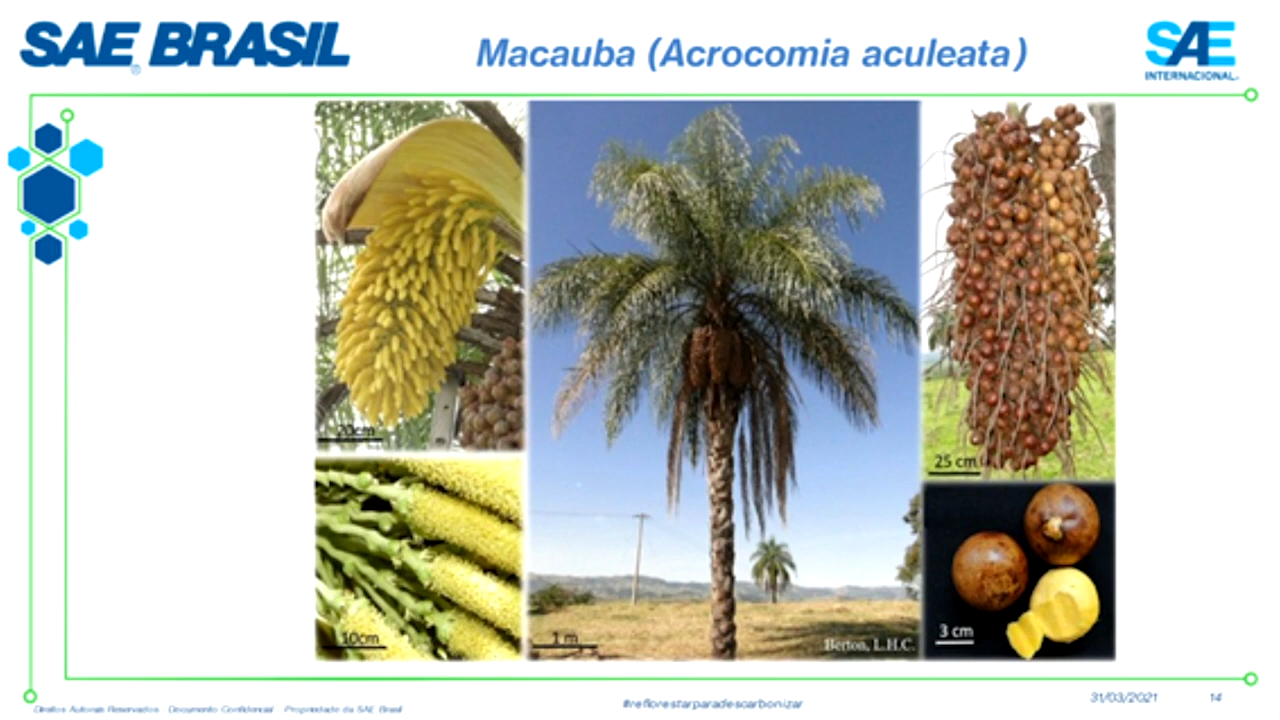 SAE BRASIL
Macauba (Acrocomia aculeata)
SAE
INTERNACIONAL
20cm
10cm
1 m
Berton, L.H.C.
25 cm
3 cm
Direitos Autorais Reservados Documento Confidencial Propriedade da SAE Brasil
#reflorestarparadescarbonizar
31/03/2021
14